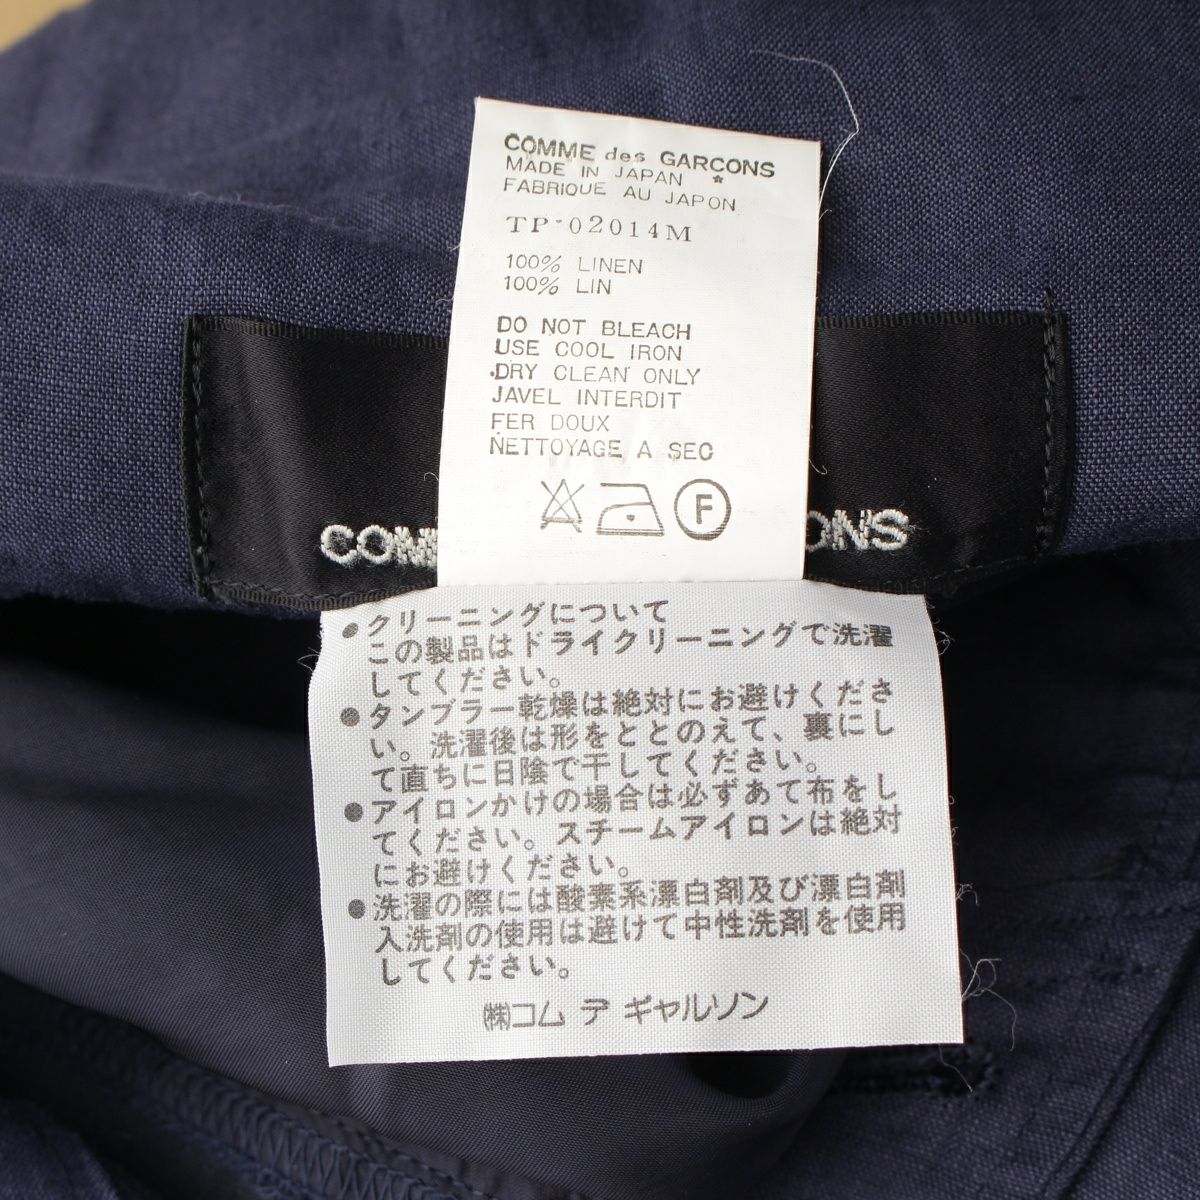 COMME des GARCONS
MADE IN JAPAN *
FABRIQUE AU JAPON
TP·02014M
100% LINEN
100% LIN
DO NOT BLEACH
USE COOL IRON
DRY CLEAN ONLY
JAVEL INTERDIT
FER DOUX
NETTOYAGE A SEC
F
COM ONS
●クリーニングについて
この製品はドライクリーニングで洗濯
してください。
●タンブラー乾燥は絶対にお避けくださ
い。洗濯後は形をととのえて、裏にし
て直ちに日陰で干してください。
●アイロンかけの場合は必ずあて布をし
てください。スチームアイロンは絶対
にお避けください。
●洗濯の際には酸素系漂白剤及び漂白剤
入洗剤の使用は避けて中性洗剤を使用
してください。
㈱コム デ ギャルソン